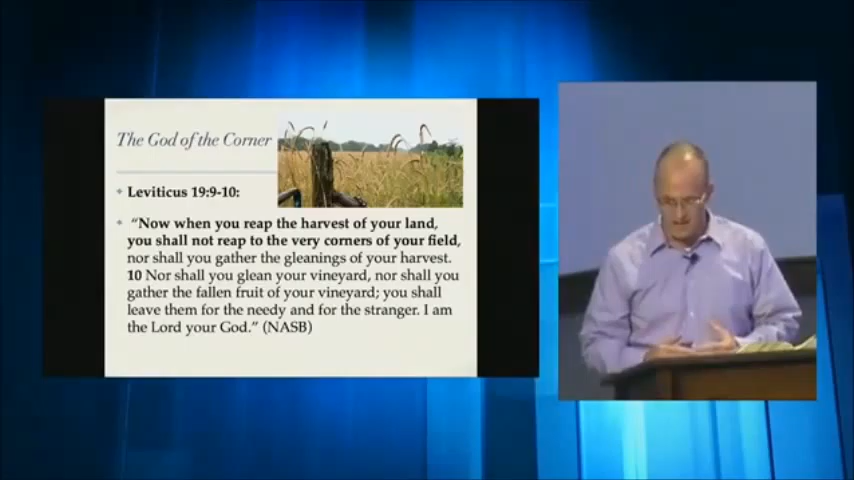 The God of the Corner
Leviticus 19:9-10:
“Now when you reap the harvest of your land,
you shall not reap to the very corners of your field,
nor shall you gather the gleanings of your harvest.
10 Nor shall you glean your vineyard, nor shall you
gather the fallen fruit of your vineyard; you shall
leave them for the needy and for the stranger. I am
the Lord your God.” (NASB)